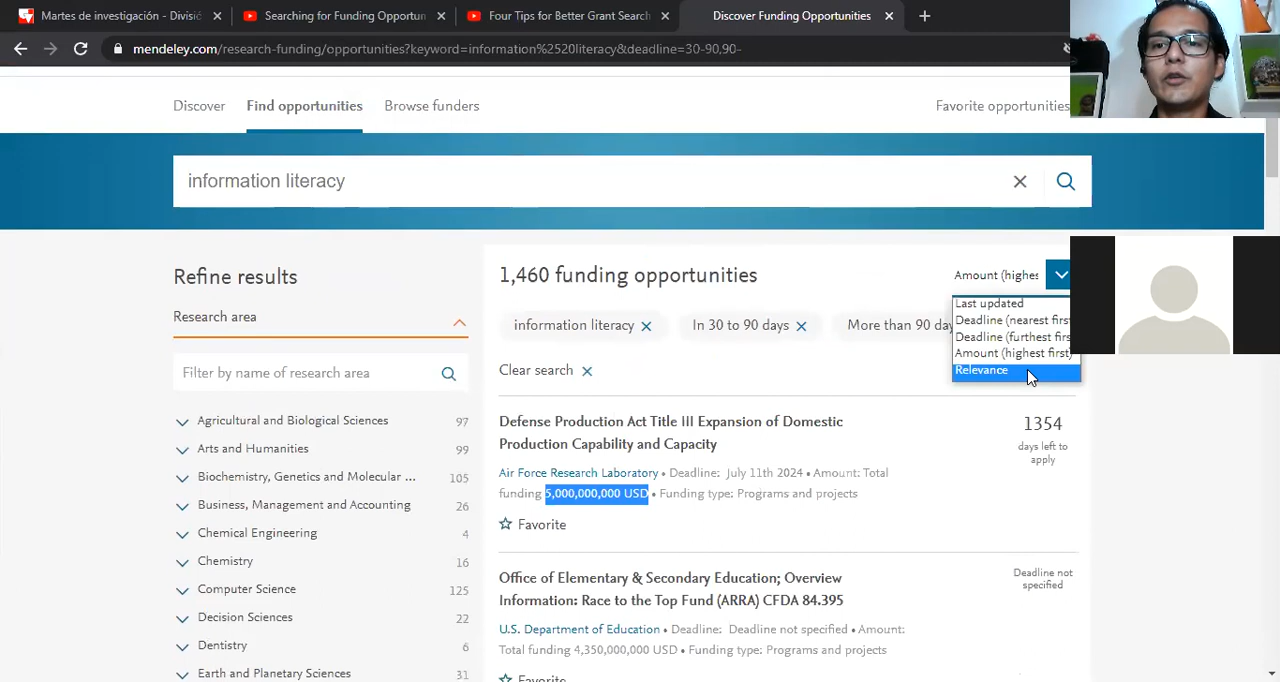 Martes de investigación - Divisió
Searching for Funding Opportun
Four Tips for Better Grant Search
Discover Funding Opportunities
mendeley.com/research-funding/opportunities?keyword=information%2520literacy&deadline=30-90,90-
Discover
Find opportunities
Browse funders
Favorite opportunities
information literacy
Refine results
Research area
Filter by name of research area
Agricultural and Biological Sciences 97
Arts and Humanities 99
Biochemistry, Genetics and Molecular ... 105
Business, Management and Accounting 26
Chemical Engineering 4
Chemistry 16
Computer Science 125
Decision Sciences 22
Dentistry 6
Earth and Planetary Sciences 31
1,460 funding opportunities
Amount (highes
Last updated
Deadline (nearest firs
Deadline (furthest firs
Amount (highest first)
Relevance
information literacy
In 30 to 90 days
More than 90 day
Clear search
Defense Production Act Title III Expansion of Domestic
Production Capability and Capacity
Air Force Research Laboratory • Deadline: July 11th 2024 • Amount: Total
funding 5,000,000,000 USD • Funding type: Programs and projects
Favorite
1354
days left to
apply
Office of Elementary & Secondary Education; Overview
Information: Race to the Top Fund (ARRA) CFDA 84.395
U.S. Department of Education • Deadline: Deadline not specified • Amount:
Total funding 4,350,000,000 USD • Funding type: Programs and projects
Favorite
Deadline not
specified